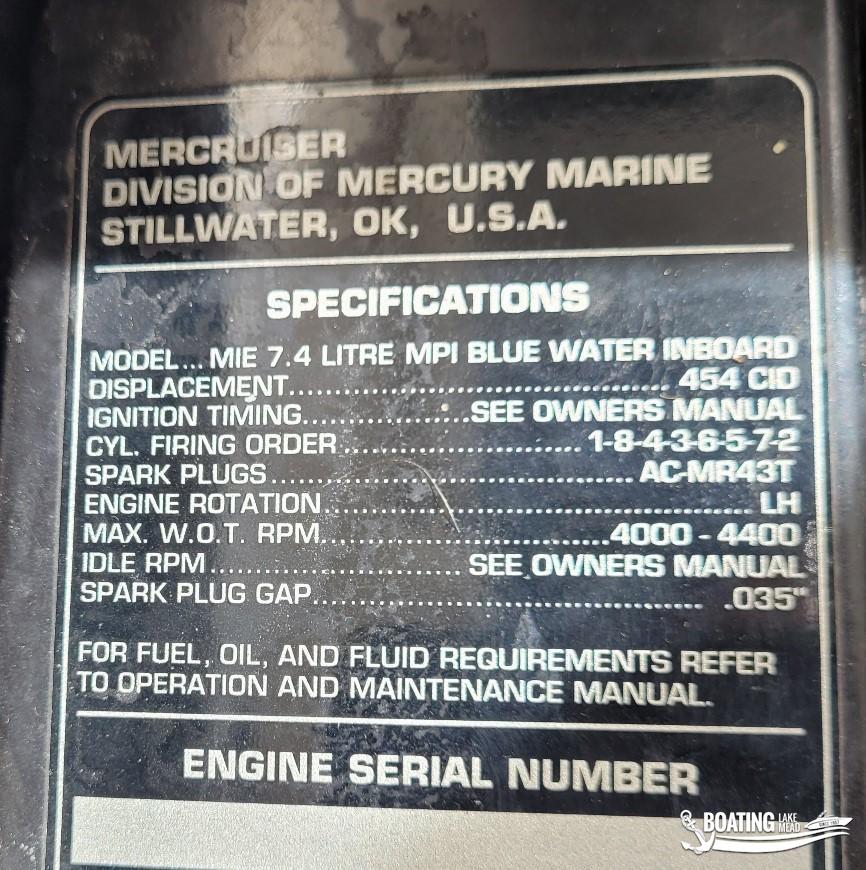 MERCRUISER
DIVISION OF MERCURY MARINE
STILLWATER, OK, U.S.A.
SPECIFICATIONS
MODEL... MIE 7.4 LITRE MPI BLUE WATER INBOARD
DISPLACEMENT........................................ 454 CID
IGNITION TIMING..................SEE OWNERS MANUAL
CYL. FIRING ORDER......................... 1-8-4-3-6-5-7-2
SPARK PLUGS...................................... AC-MR43T
ENGINE ROTATION............................................. LH
MAX. W.O.T. RPM..............................4000 - 4400
IDLE RPM.......................... SEE OWNERS MANUAL
SPARK PLUG GAP......................................... .035"
FOR FUEL, OIL, AND FLUID REQUIREMENTS REFER
TO OPERATION AND MAINTENANCE MANUAL.
ENGINE SERIAL NUMBER
BOATING LAKE MEAD